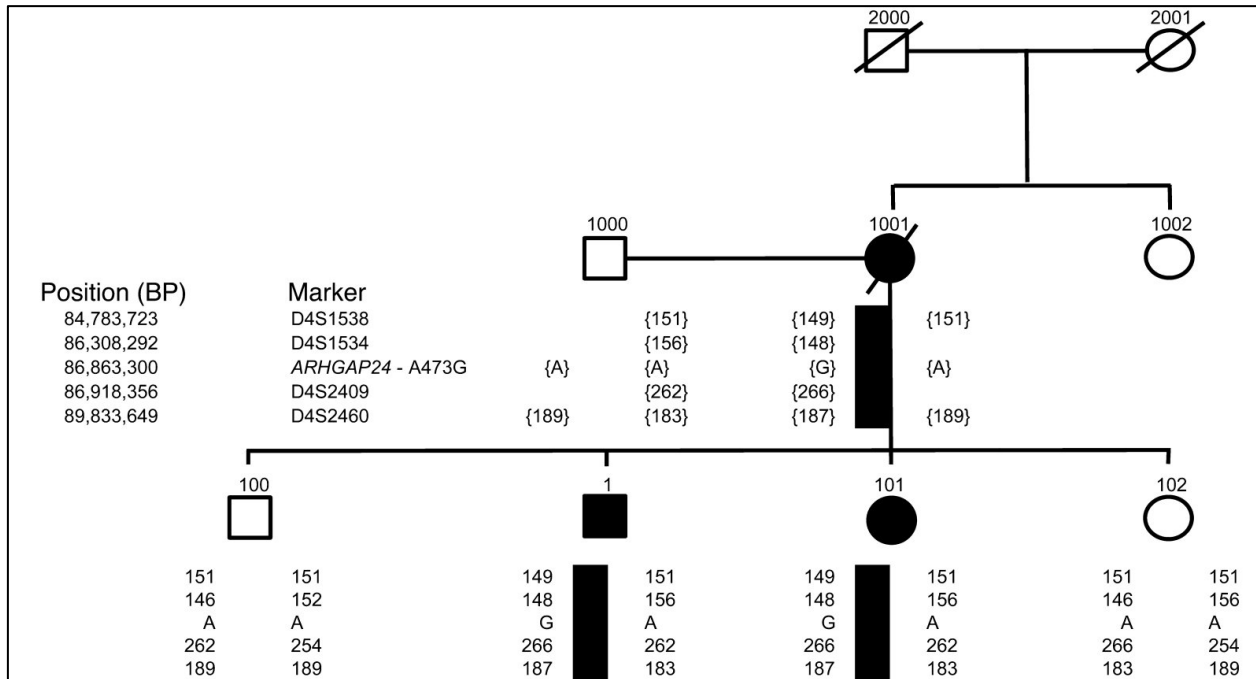 2000 2001
1000 1001 1002
Position (BP) Marker
84,783,723 D4S1538 {151} {149} {151}
86,308,292 D4S1534 {156} {148}
86,863,300 ARHGAP24 - A473G {A} {A} {G} {A}
86,918,356 D4S2409 {262} {266}
89,833,649 D4S2460 {189} {183} {187} {189}
100 1 101 102
151 151 149 151 149 151 151 151
146 152 148 156 148 156 146 156
A A G A G A A A
262 254 266 262 266 262 266 254
189 189 187 183 187 183 183 189